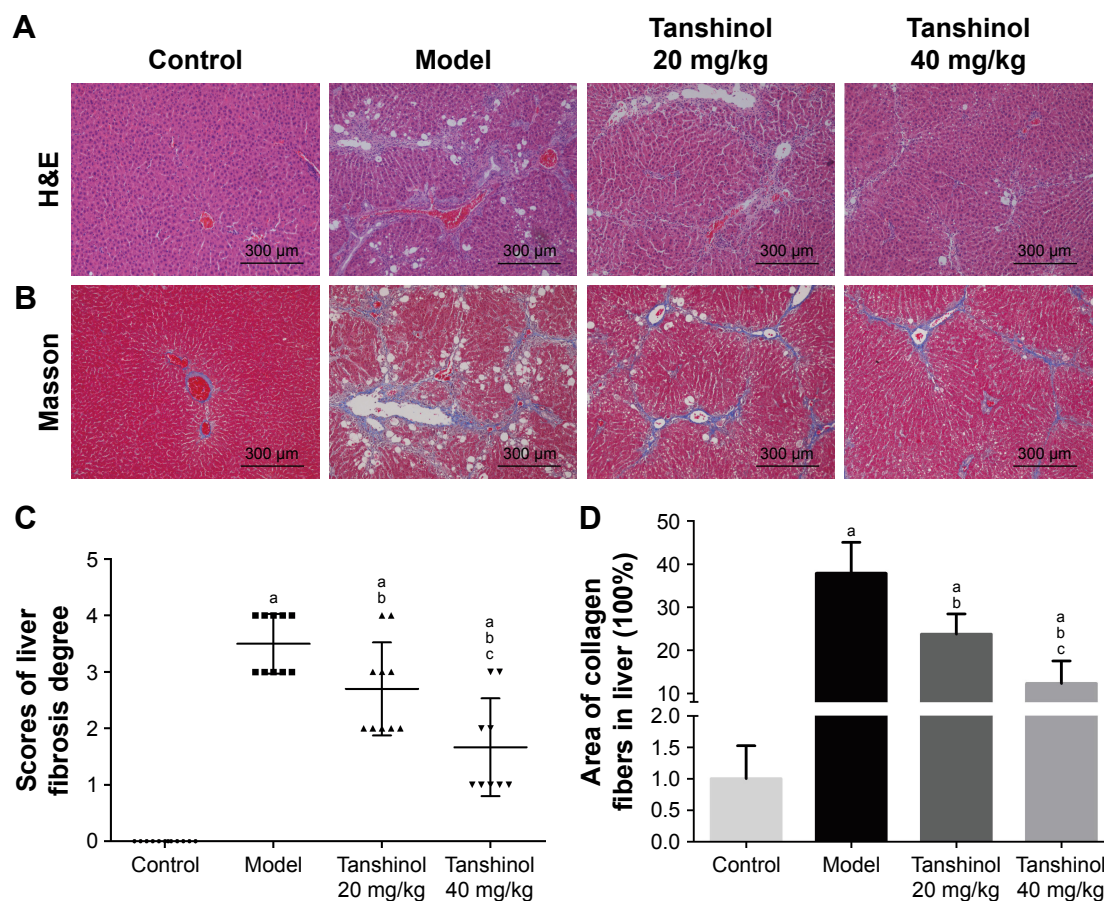 A
Control
Model
Tanshinol
20 mg/kg
Tanshinol
40 mg/kg
H&E
300 µm
300 µm
300 µm
300 µm
B
Masson
300 µm
300 µm
300 µm
300 µm
C
Scores of liver
fibrosis degree
5
4
3
2
1
0
a
a
b
a
b
c
Control
Model
Tanshinol
20 mg/kg
Tanshinol
40 mg/kg
D
Area of collagen
fibers in liver (100%)
50
40
30
20
10
2.0
1.5
1.0
0.5
0.0
a
a
b
a
b
c
Control
Model
Tanshinol
20 mg/kg
Tanshinol
40 mg/kg